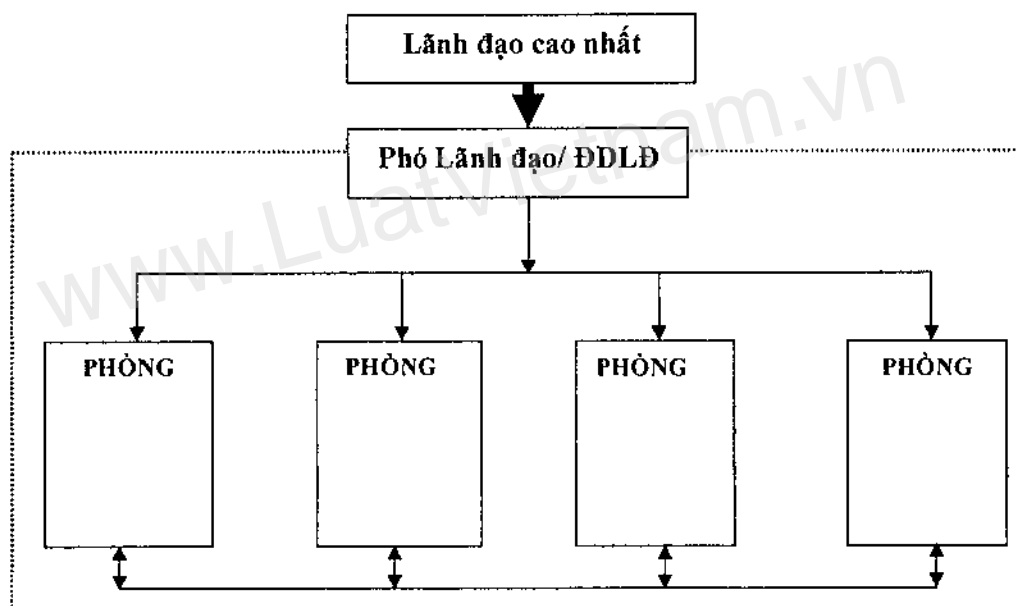 Lãnh đạo cao nhất
Phó Lãnh đạo/ ĐDLĐ
www.LuatVietnam.vn
PHÒNG
PHÒNG
PHÒNG
PHÒNG